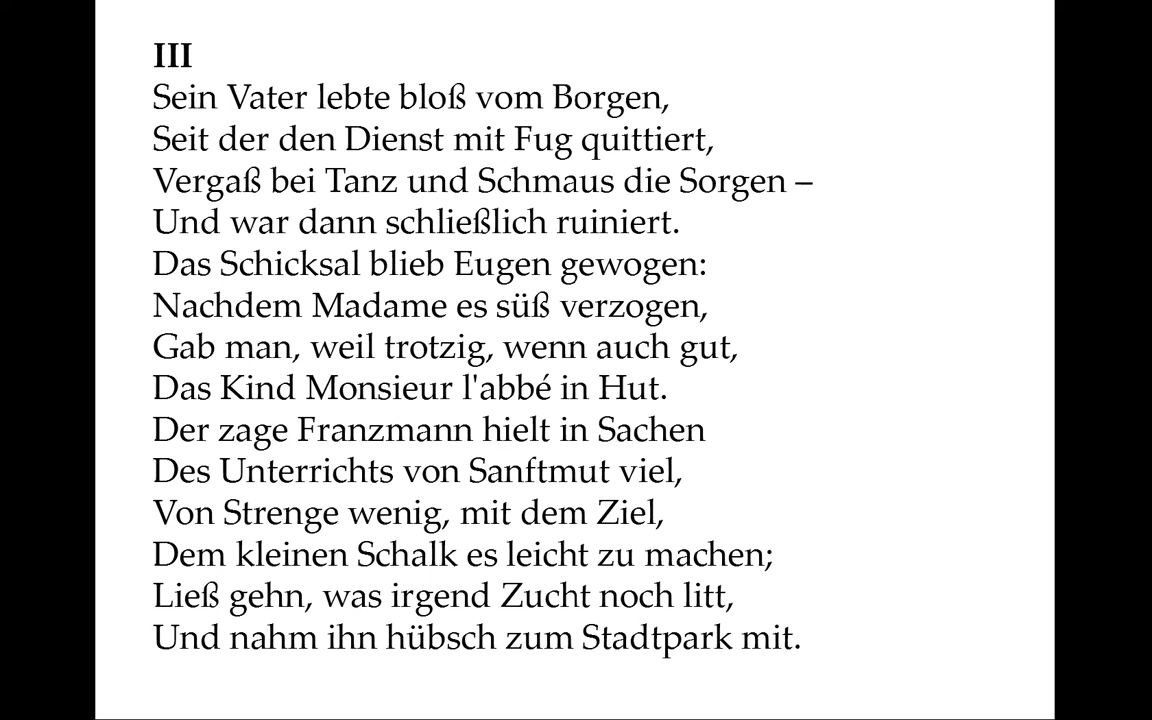 III
Sein Vater lebte bloß vom Borgen,
Seit der den Dienst mit Fug quittiert,
Vergaß bei Tanz und Schmaus die Sorgen –
Und war dann schließlich ruiniert.
Das Schicksal blieb Eugen gewogen:
Nachdem Madame es süß verzogen,
Gab man, weil trotzig, wenn auch gut,
Das Kind Monsieur l'abbé in Hut.
Der zage Franzmann hielt in Sachen
Des Unterrichts von Sanftmut viel,
Von Strenge wenig, mit dem Ziel,
Dem kleinen Schalk es leicht zu machen;
Ließ gehn, was irgend Zucht noch litt,
Und nahm ihn hübsch zum Stadtpark mit.